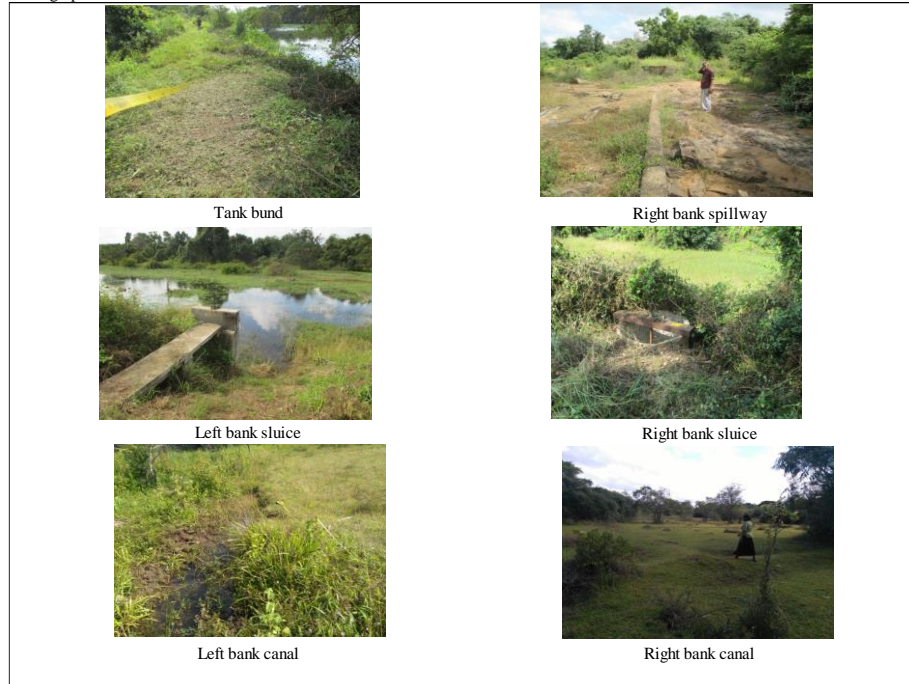 Tank bund
Right bank spillway
Left bank sluice
Right bank sluice
Left bank canal
Right bank canal